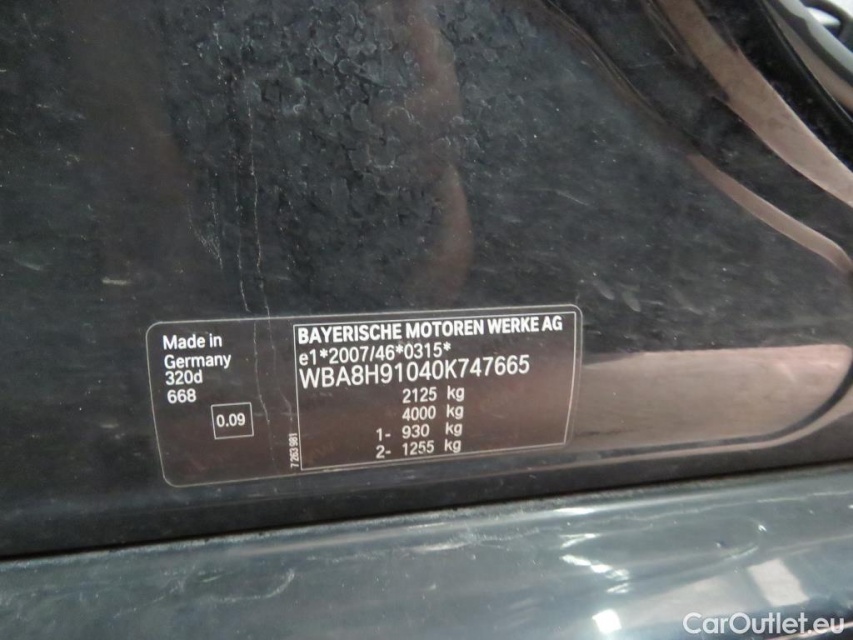 Made in
Germany
320d
668
0.09
7 263 981
BAYERISCHE MOTOREN WERKE AG
e1*2007/46*0315*
WBA8H91040K747665
2125 kg
4000 kg
1- 930 kg
2- 1255 kg
CarOutlet.eu